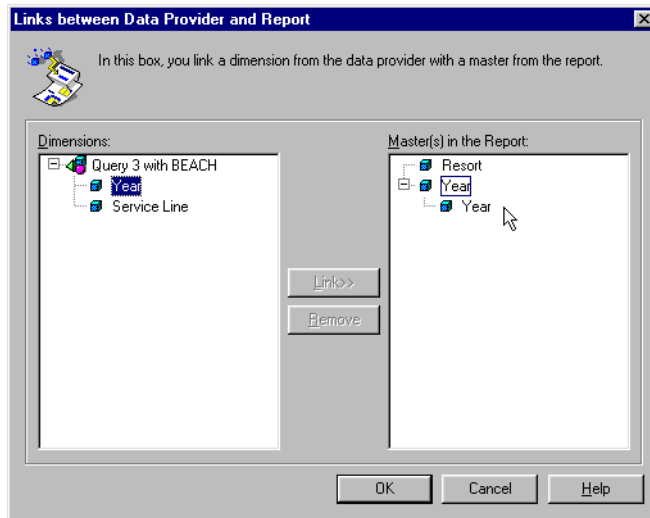 Links between Data Provider and Report
In this box, you link a dimension from the data provider with a master from the report.
Dimensions:
Query 3 with BEACH
Year
Service Line
Master(s) in the Report:
Resort
Year
Year
Link>>
Remove
OK
Cancel
Help